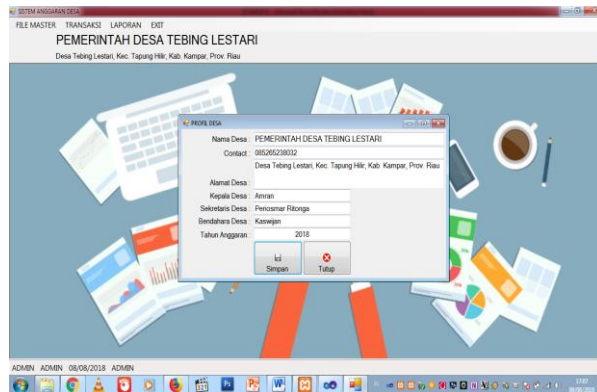 SISTEM ANGGARAN DESA
FILE MASTER TRANSAKSI LAPORAN EXIT
PEMERINTAH DESA TEBING LESTARI
Desa Tebing Lestari, Kec. Tapung Hilir, Kab. Kampar, Prov. Riau
PROFIL DESA
Nama Desa : PEMERINTAH DESA TEBING LESTARI
Contact : 085265238032
Desa Tebing Lestari, Kec. Tapung Hilir, Kab. Kampar, Prov. Riau
Alamat Desa :
Kepala Desa : Amran
Sekretaris Desa : Periosmar Ritonga
Bendahara Desa : Kaswijan
Tahun Anggaran : 2018
Simpan Tutup
ADMIN ADMIN 08/08/2018 ADMIN